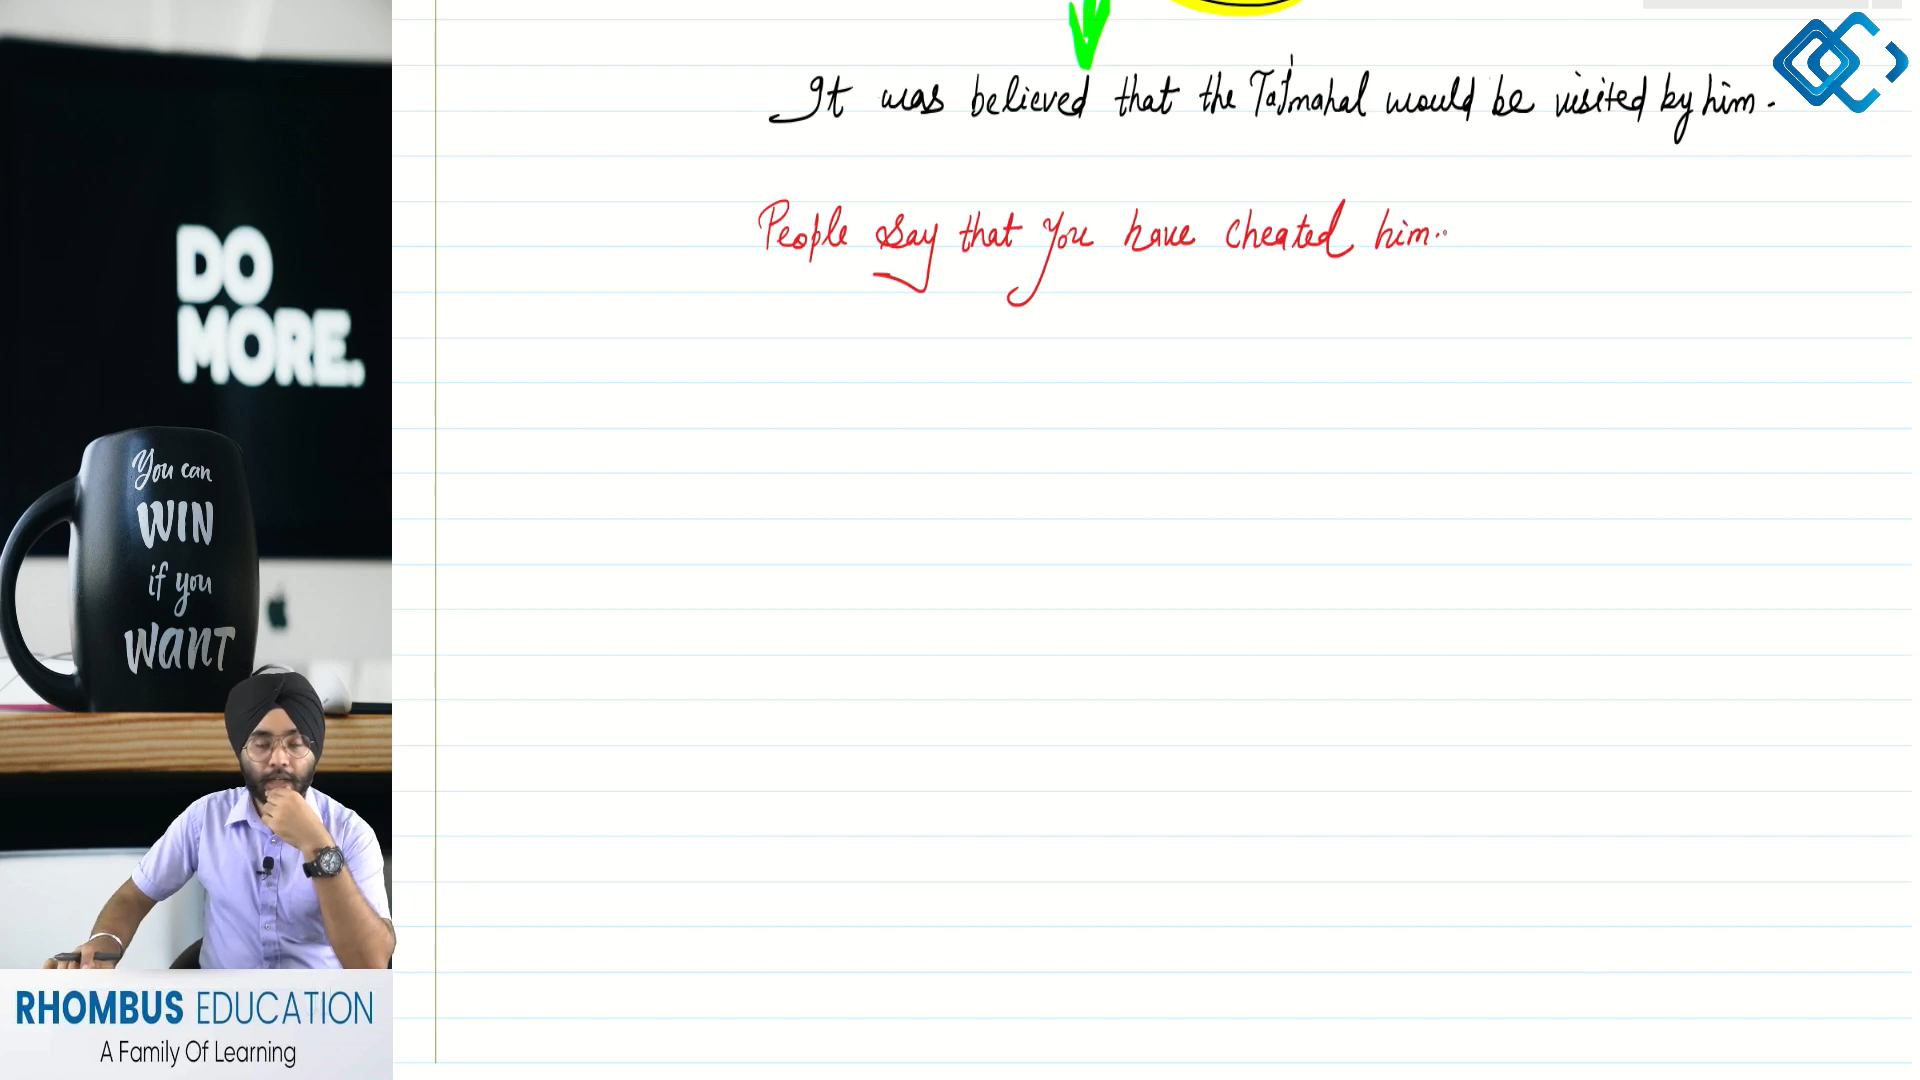 It was believed that the Tajmahal would be visited by him.
People say that you have cheated him..
DO
MORE.
You can
WIN
if you
WANT
RHOMBUS EDUCATION
A Family Of Learning